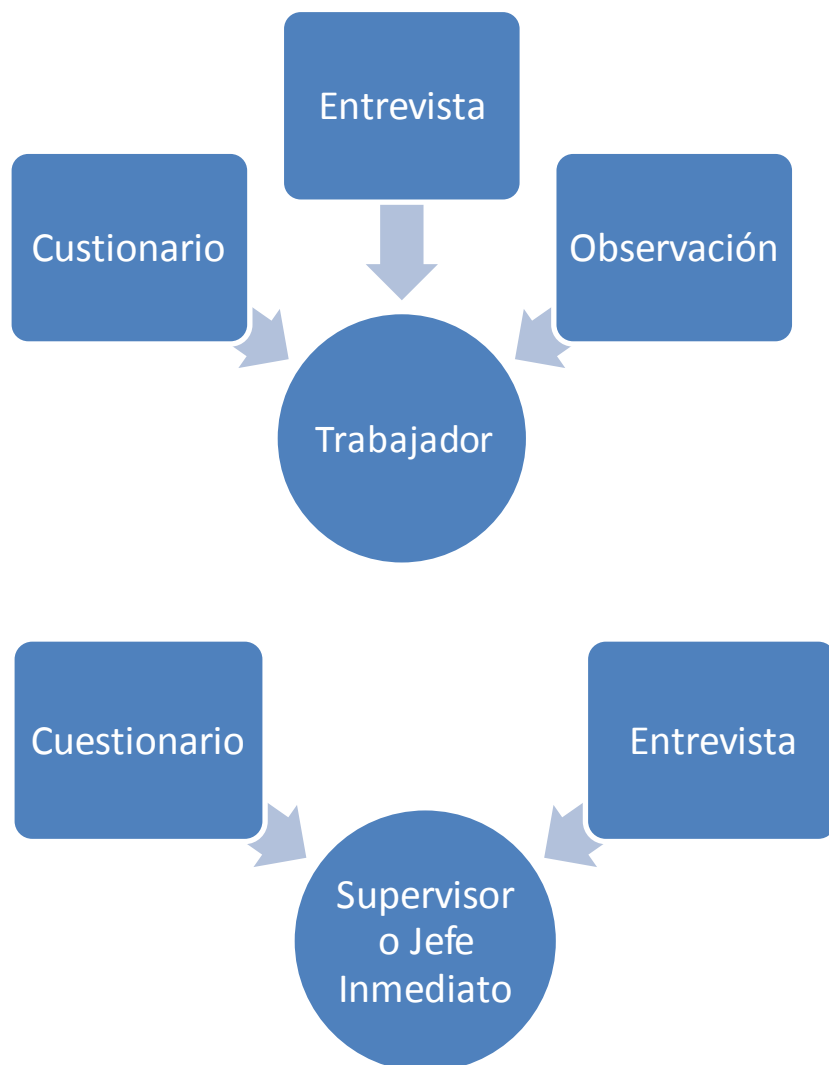 Entrevista
Custionario
Observación
Trabajador
Cuestionario
Entrevista
Supervisor
o Jefe
Inmediato